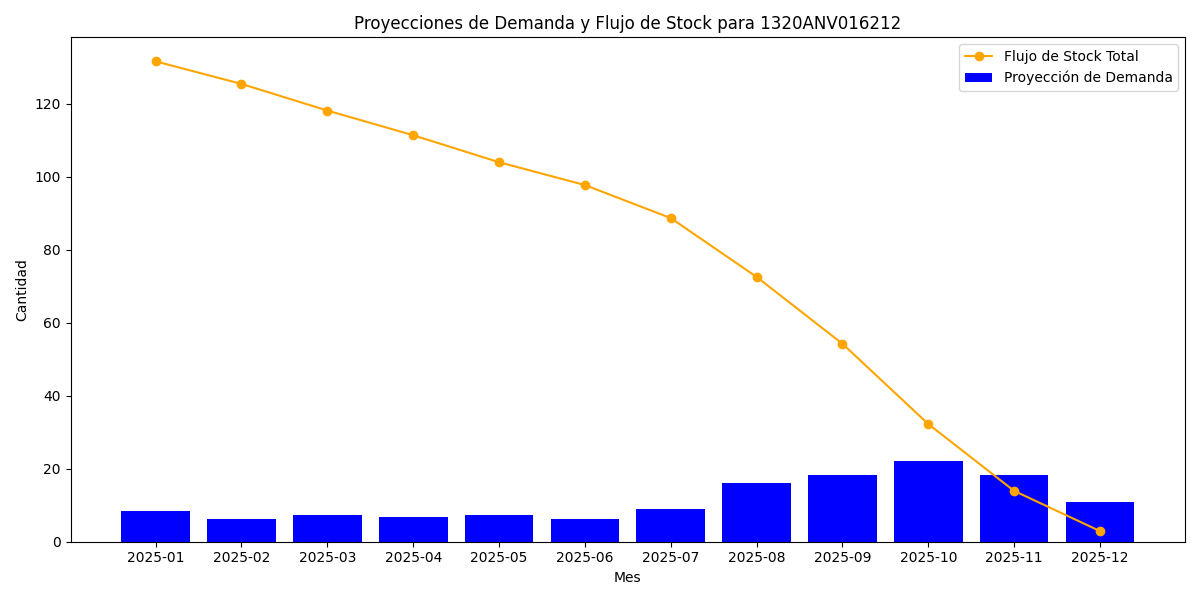 Proyecciones de Demanda y Flujo de Stock para 1320ANV016212
Flujo de Stock Total
Proyección de Demanda
Cantidad
120
100
80
60
40
20
0
2025-01 2025-02 2025-03 2025-04 2025-05 2025-06 2025-07 2025-08 2025-09 2025-10 2025-11 2025-12
Mes